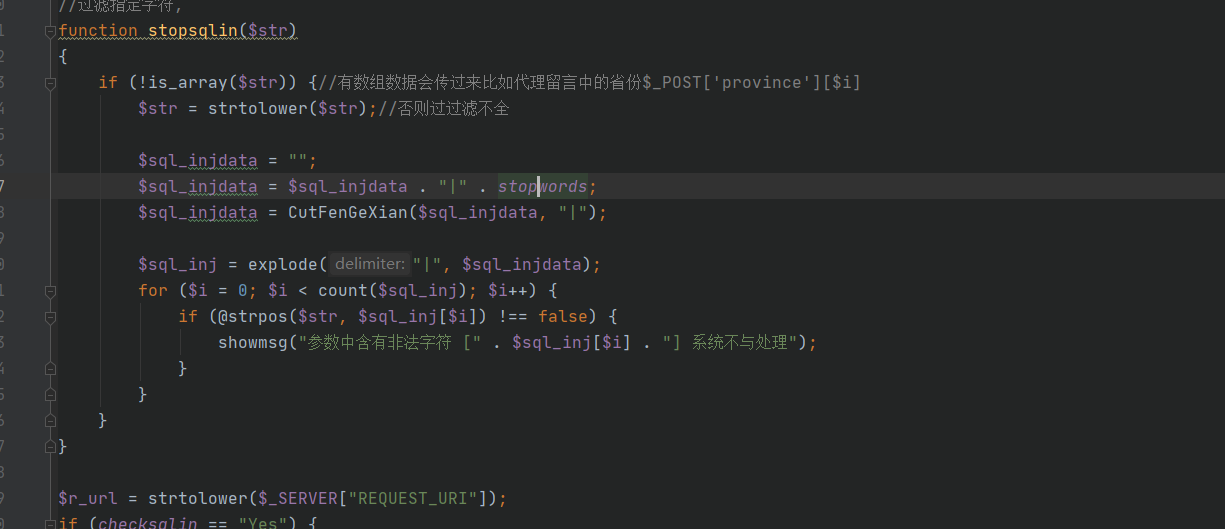 //过滤指定字符,
function stopsqlin($str)
{
if (!is_array($str)) {//有数组数据会传过来比如代理留言中的省份$_POST['province'][$i]
$str = strtolower($str);//否则过过滤不全
$sql_injdata = "";
$sql_injdata = $sql_injdata . "|" . stopwords;
$sql_injdata = CutFenGeXian($sql_injdata, "|");
$sql_inj = explode( delimiter: "|", $sql_injdata);
for ($i = 0; $i < count($sql_inj); $i++) {
if (@strpos($str, $sql_inj[$i]) !== false) {
showmsg("参数中含有非法字符 [" . $sql_inj[$i] . "] 系统不与处理");
}
}
}
}
$r_url = strtolower($_SERVER["REQUEST_URI"]);
if (checksqlin == "Yes") {